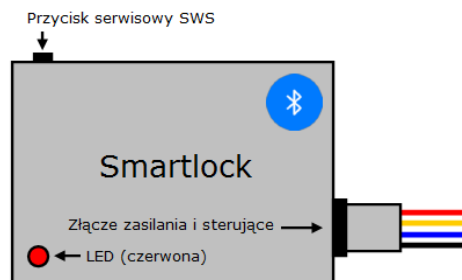 Przycisk serwisowy SWS
Smartlock
Złącze zasilania i sterujące
LED (czerwona)